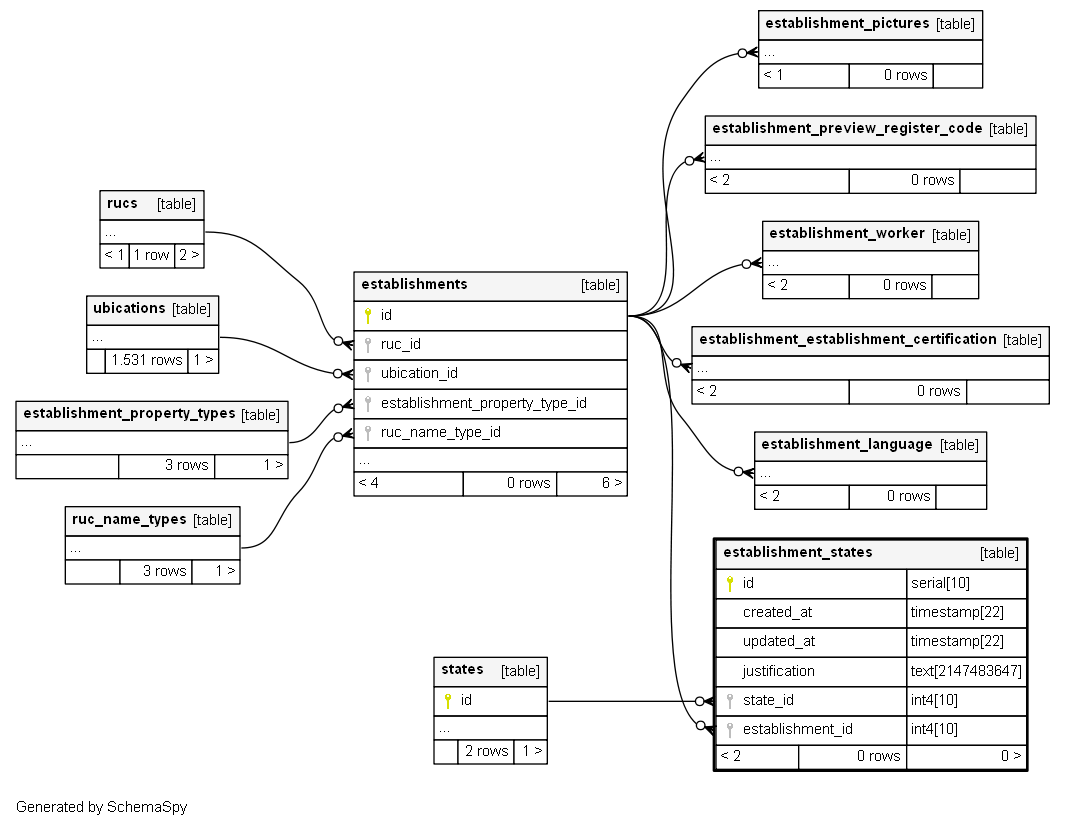 establishment_pictures [table]
...
< 1 0 rows
establishment_preview_register_code [table]
...
< 2 0 rows
rucs [table]
...
< 1 1 row 2 >
establishment_worker [table]
...
< 2 0 rows
establishments [table]
id
ruc_id
ubication_id
establishment_property_type_id
ruc_name_type_id
...
< 4 0 rows 6 >
ubications [table]
...
1.531 rows 1 >
establishment_establishment_certification [table]
...
< 2 0 rows
establishment_property_types [table]
...
3 rows 1 >
establishment_language [table]
...
< 2 0 rows
ruc_name_types [table]
...
3 rows 1 >
establishment_states [table]
id serial[10]
created_at timestamp[22]
updated_at timestamp[22]
justification text[2147483647]
state_id int4[10]
establishment_id int4[10]
< 2 0 rows 0 >
states [table]
id
...
2 rows 1 >
Generated by SchemaSpy